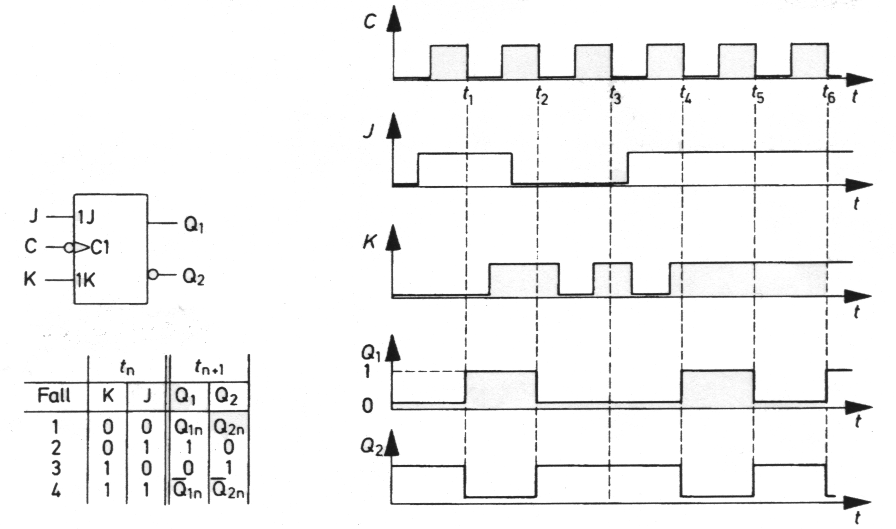 J 1J Q₁
C C1
K 1K Q₂
tₙ tₙ₊₁
Fall K J Q₁ Q₂
1 0 0 Q₁ₙ Q₂ₙ
2 0 1 1 0
3 1 0 0 1
4 1 1 Q̅₁ₙ Q̅₂ₙ
C
t₁ t₂ t₃ t₄ t₅ t₆ t
J
t
K
t
Q₁
1
0
t
Q₂
t